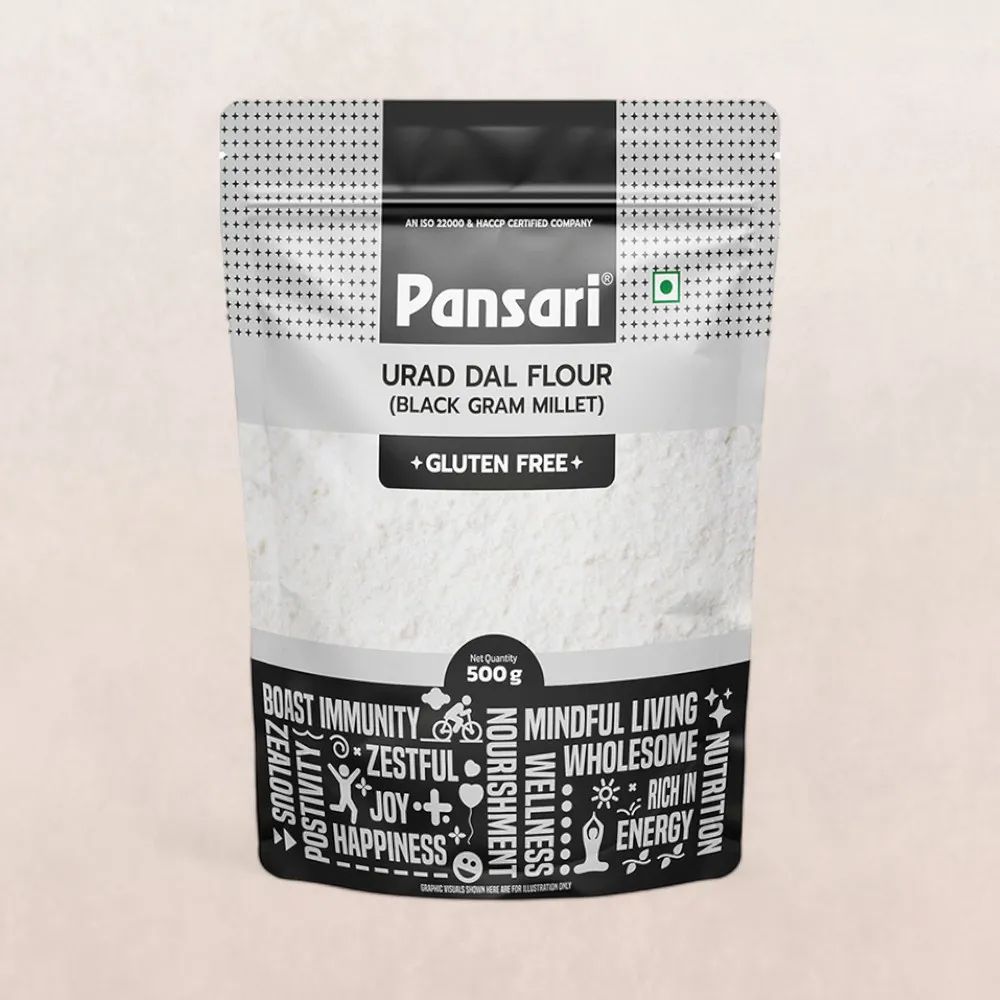 AN ISO 22000 & HACCP CERTIFIED COMPANY
Pansari®
URAD DAL FLOUR
(BLACK GRAM MILLET)
GLUTEN FREE
Net Quantity
500 g
BOAST IMMUNITY
ZEALOUS
POSTIVITY
ZESTFUL
JOY
HAPPINESS
NOURISHMENT
MINDFUL LIVING
WHOLESOME
WELLNESS
RICH IN
ENERGY
NUTRITION
GRAPHIC VISUALS SHOWN HERE ARE FOR ILLUSTRATION ONLY